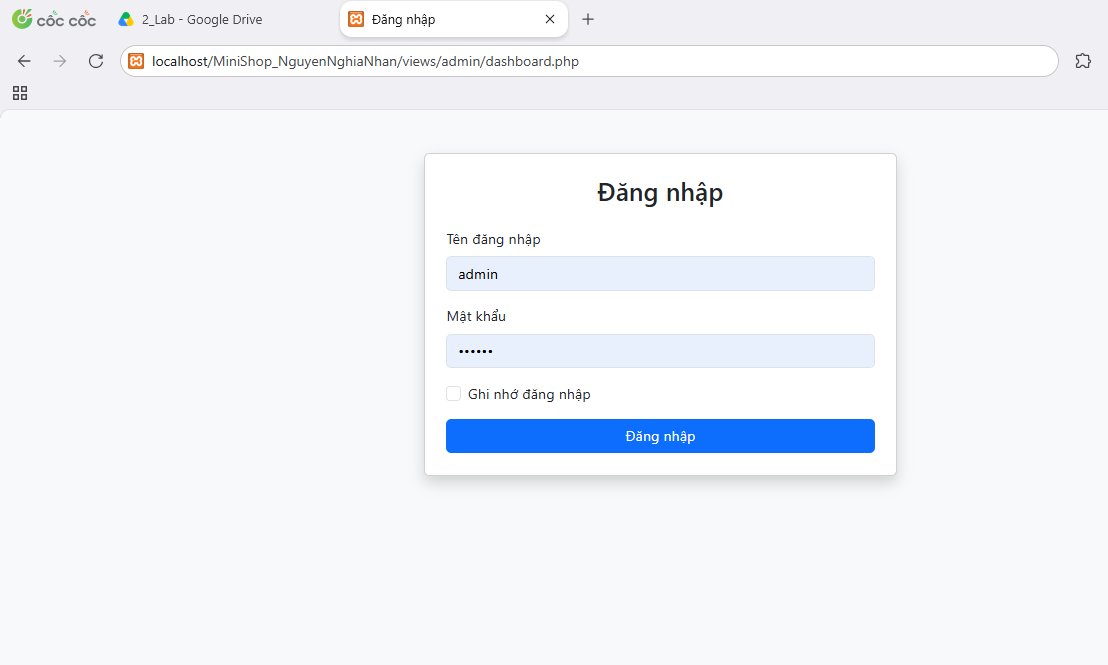 cốc cốc
2_Lab - Google Drive
Đăng nhập
localhost/MiniShop_NguyenNghiaNhan/views/admin/dashboard.php
Đăng nhập
Tên đăng nhập
admin
Mật khẩu
••••••
Ghi nhớ đăng nhập
Đăng nhập